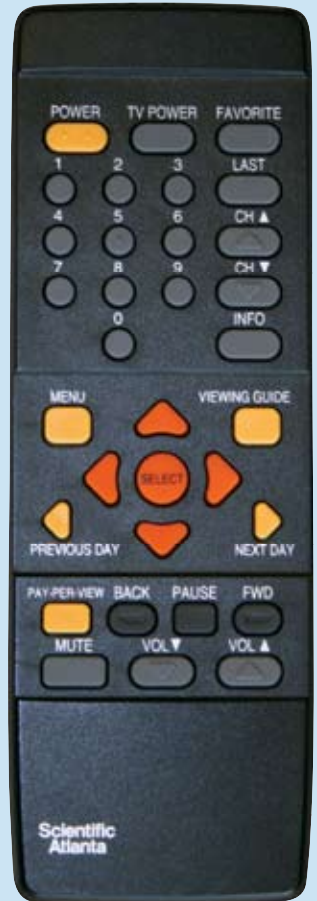 POWER TV POWER FAVORITE
1 2 3 LAST
4 5 6 CH ▲
7 8 9 CH ▼
0 INFO
MENU VIEWING GUIDE
SELECT
PREVIOUS DAY NEXT DAY
PAY-PER-VIEW BACK PAUSE FWD
MUTE VOL ▼ VOL ▲
Scientific
Atlanta